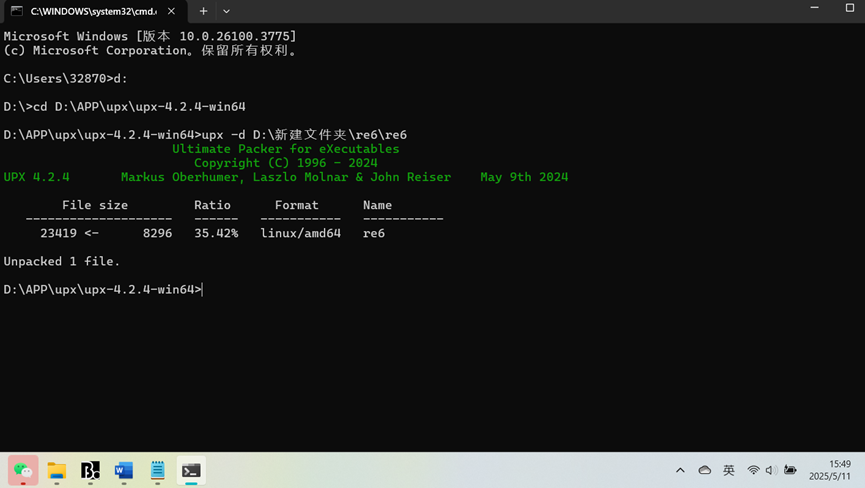 C:\WINDOWS\system32\cmd.e
Microsoft Windows [版本 10.0.26100.3775]
(c) Microsoft Corporation。保留所有权利。
C:\Users\32870>d:
D:\>cd D:\APP\upx\upx-4.2.4-win64
D:\APP\upx\upx-4.2.4-win64>upx -d D:\新建文件夹\re6\re6
Ultimate Packer for eXecutables
Copyright (C) 1996 - 2024
UPX 4.2.4 Markus Oberhumer, Laszlo Molnar & John Reiser May 9th 2024
File size Ratio Format Name
-------------------- ------ ----------- -----------
23419 <- 8296 35.42% linux/amd64 re6
Unpacked 1 file.
D:\APP\upx\upx-4.2.4-win64>
英
15:49
2025/5/11